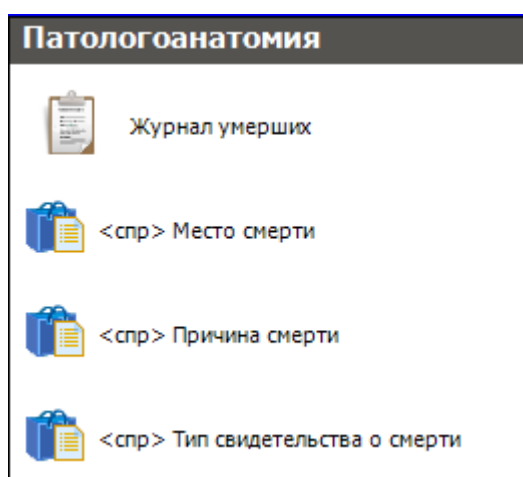 Патологоанатомия
Журнал умерших
<спр> Место смерти
<спр> Причина смерти
<спр> Тип свидетельства о смерти